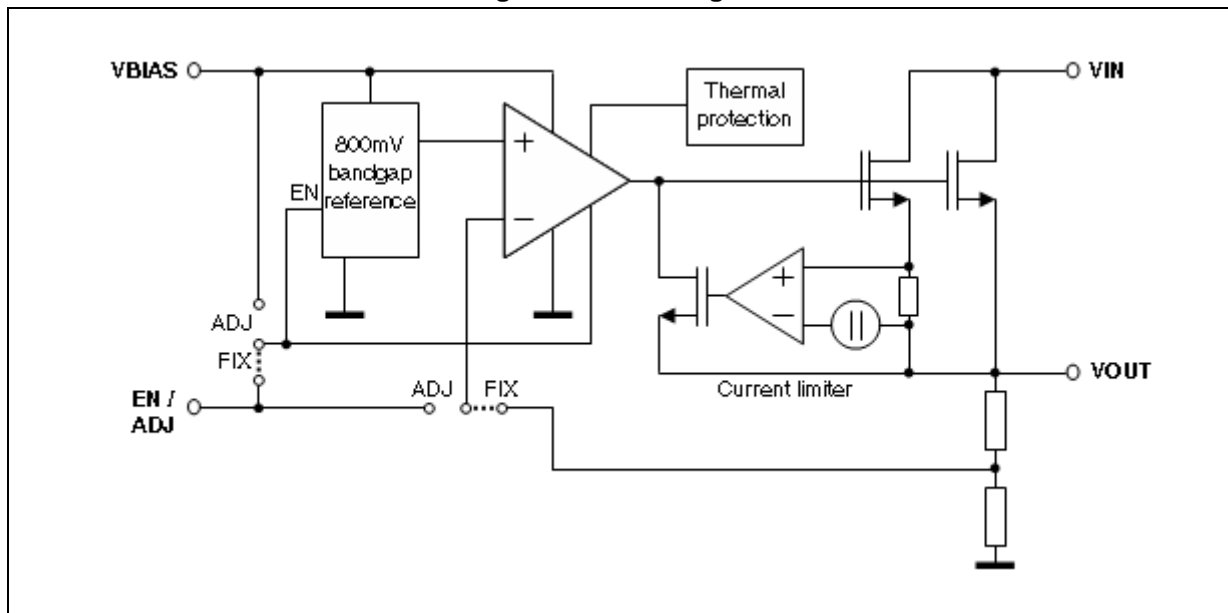 VBIAS
VIN
Thermal
protection
800mV
bandgap
reference
EN
+
−
ADJ
FIX
+
−
EN /
ADJ
ADJ
FIX
Current limiter
VOUT